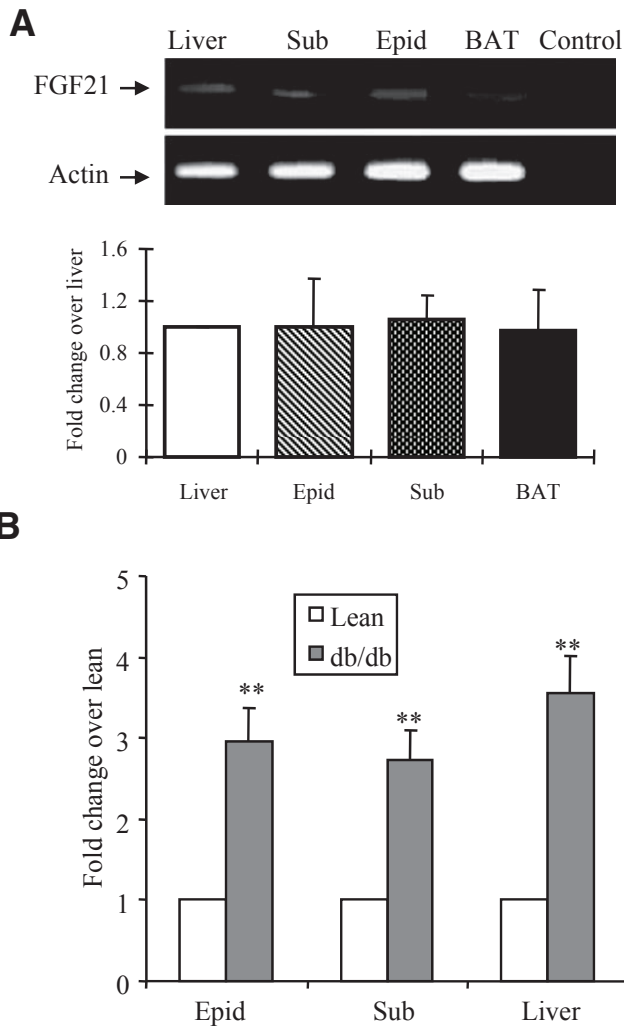 A
Liver Sub Epid BAT Control
FGF21
Actin
Fold change over liver
1.6
1.2
0.8
0.4
0
Liver Epid Sub BAT
B
Fold change over lean
5
4
3
2
1
0
Lean
db/db
**
**
**
Epid Sub Liver